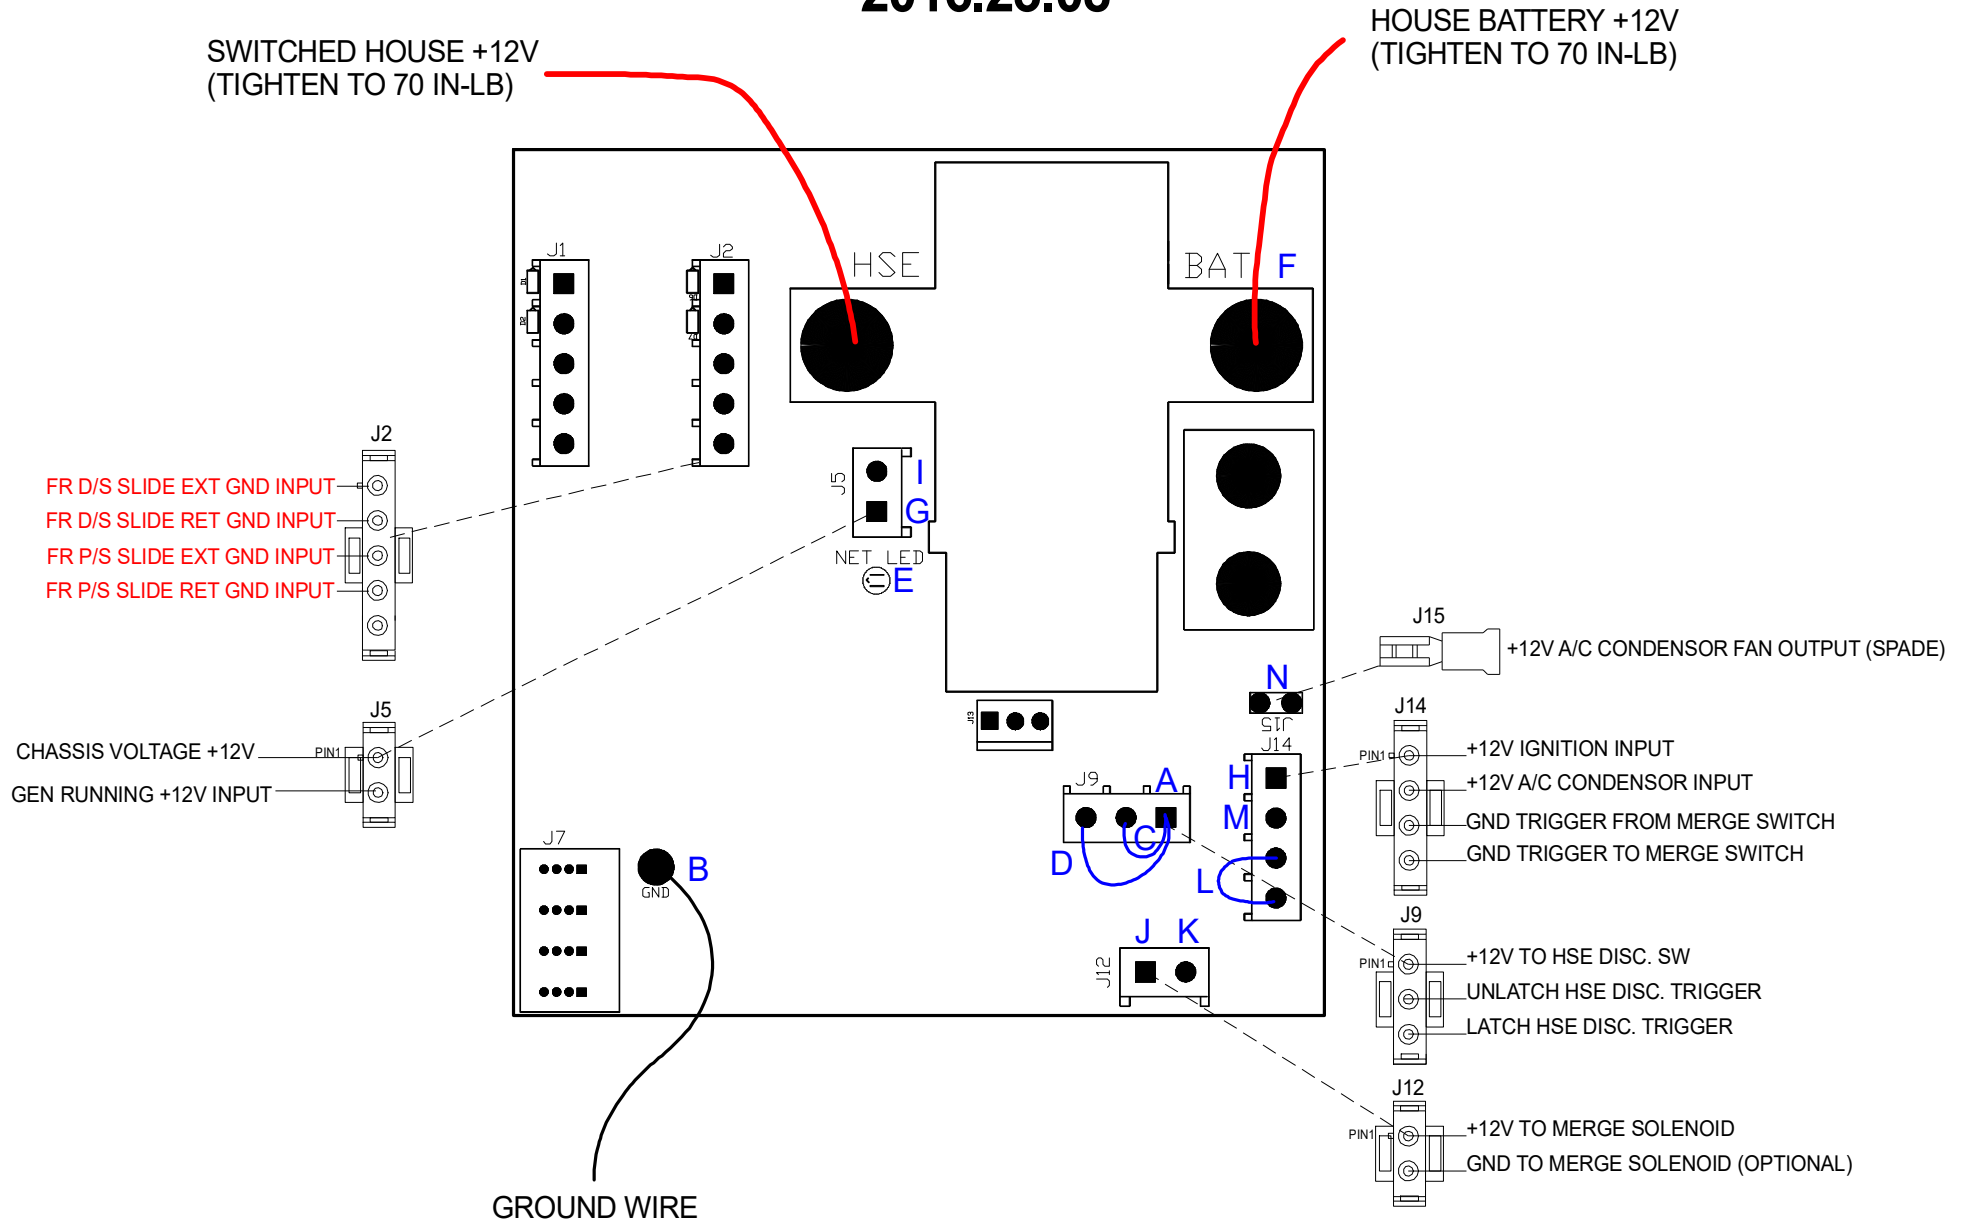 SWITCHED HOUSE +12V
(TIGHTEN TO 70 IN-LB)
HOUSE BATTERY +12V
(TIGHTEN TO 70 IN-LB)
J1
J2
HSE
BAT
F
J2
FR D/S SLIDE EXT GND INPUT
FR D/S SLIDE RET GND INPUT
FR P/S SLIDE EXT GND INPUT
FR P/S SLIDE RET GND INPUT
J5
I
G
NET LED
E
J15
+12V A/C CONDENSOR FAN OUTPUT (SPADE)
N
J15
J5
CHASSIS VOLTAGE +12V
PIN1
GEN RUNNING +12V INPUT
J13
J14
H
M
L
J14
PIN1
+12V IGNITION INPUT
+12V A/C CONDENSOR INPUT
GND TRIGGER FROM MERGE SWITCH
GND TRIGGER TO MERGE SWITCH
J9
A
C
D
J7
GND
B
J9
PIN1
+12V TO HSE DISC. SW
UNLATCH HSE DISC. TRIGGER
LATCH HSE DISC. TRIGGER
J
K
J12
J12
PIN1
+12V TO MERGE SOLENOID
GND TO MERGE SOLENOID (OPTIONAL)
GROUND WIRE